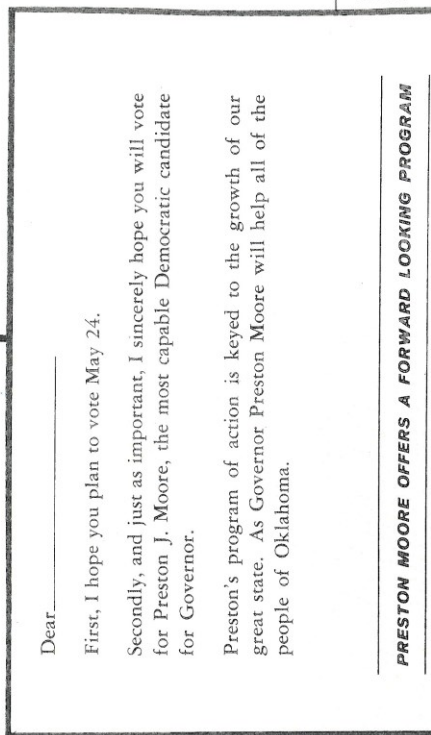 Dear
First, I hope you plan to vote May 24.
Secondly, and just as important, I sincerely hope you will vote
for Preston J. Moore, the most capable Democratic candidate
for Governor.
Preston's program of action is keyed to the growth of our
great state. As Governor Preston Moore will help all of the
people of Oklahoma.
PRESTON MOORE OFFERS A FORWARD LOOKING PROGRAM